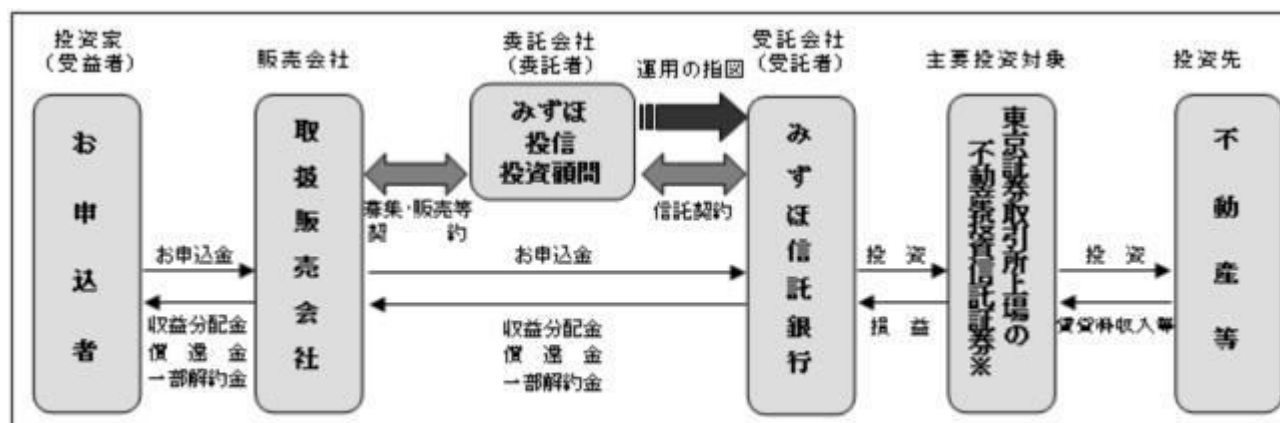 投資家
(受益者)
販売会社
委託会社
(委託者)
運用の指図
受託会社
(受託者)
主要投資対象
投資先
お申込者
取扱販売会社
みずほ
投信
投資顧問
みずほ信託銀行
東京証券取引所上場の
不動産投資信託証券※
不動産等
募集・販売等
契約
信託契約
お申込金
お申込金
投資
投資
収益分配金
償還金
一部解約金
収益分配金
償還金
一部解約金
損益
賃貸料収入等